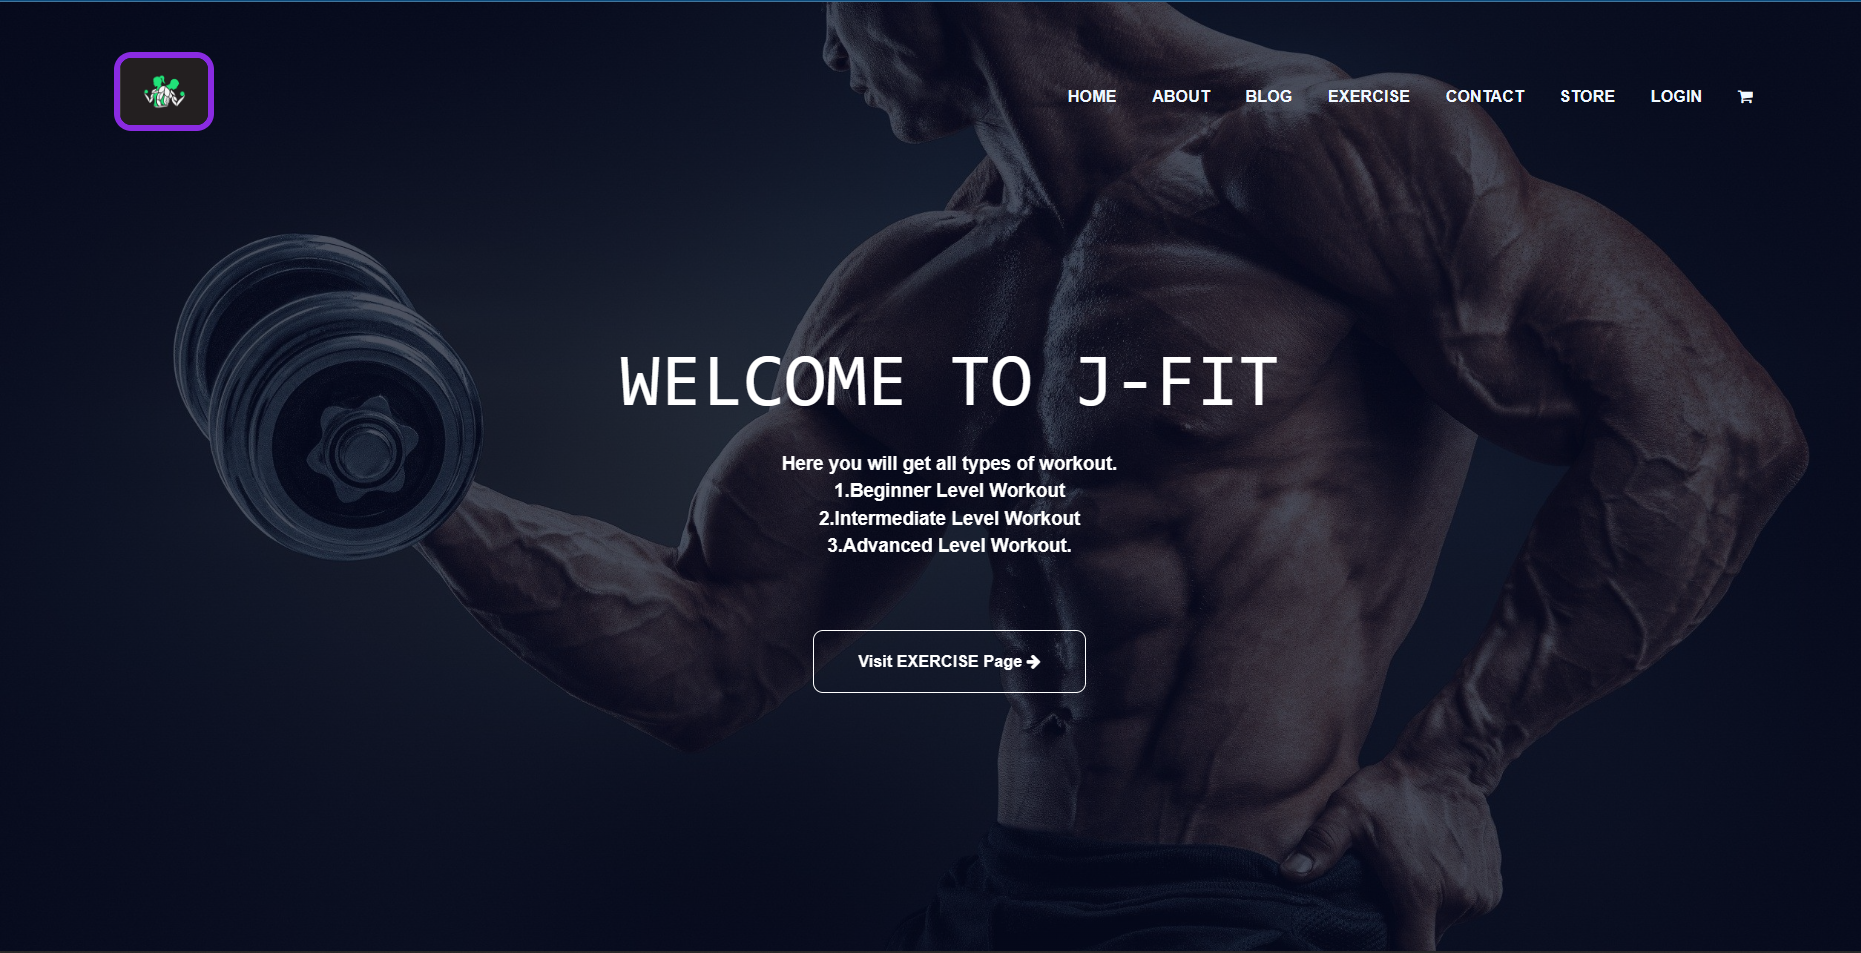 HOME ABOUT BLOG EXERCISE CONTACT STORE LOGIN
WELCOME TO J-FIT
Here you will get all types of workout.
1.Beginner Level Workout
2.Intermediate Level Workout
3.Advanced Level Workout.
Visit EXERCISE Page